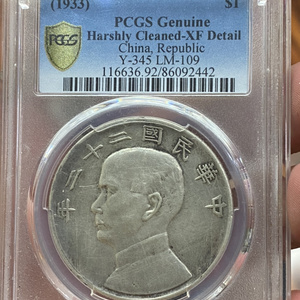 (1933) $1
PCGS Genuine
Harshly Cleaned-XF Detail
China, Republic
Y-345 LM-109
116636.92/86092442
PCGS
年二十二國民華中